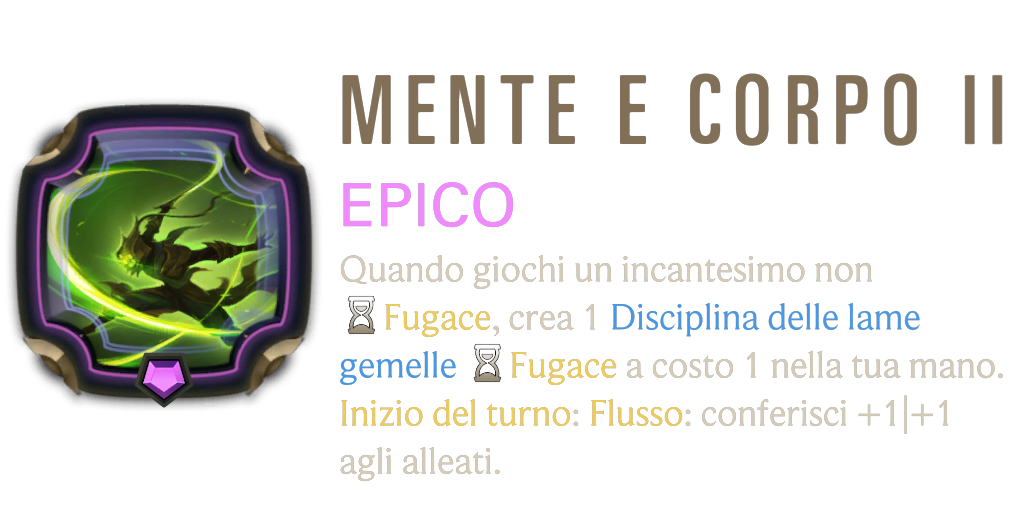 MENTE E CORPO II
EPICO
Quando giochi un incantesimo non
Fugace, crea 1 Disciplina delle lame
gemelle Fugace a costo 1 nella tua mano.
Inizio del turno: Flusso: conferisci +1|+1
agli alleati.